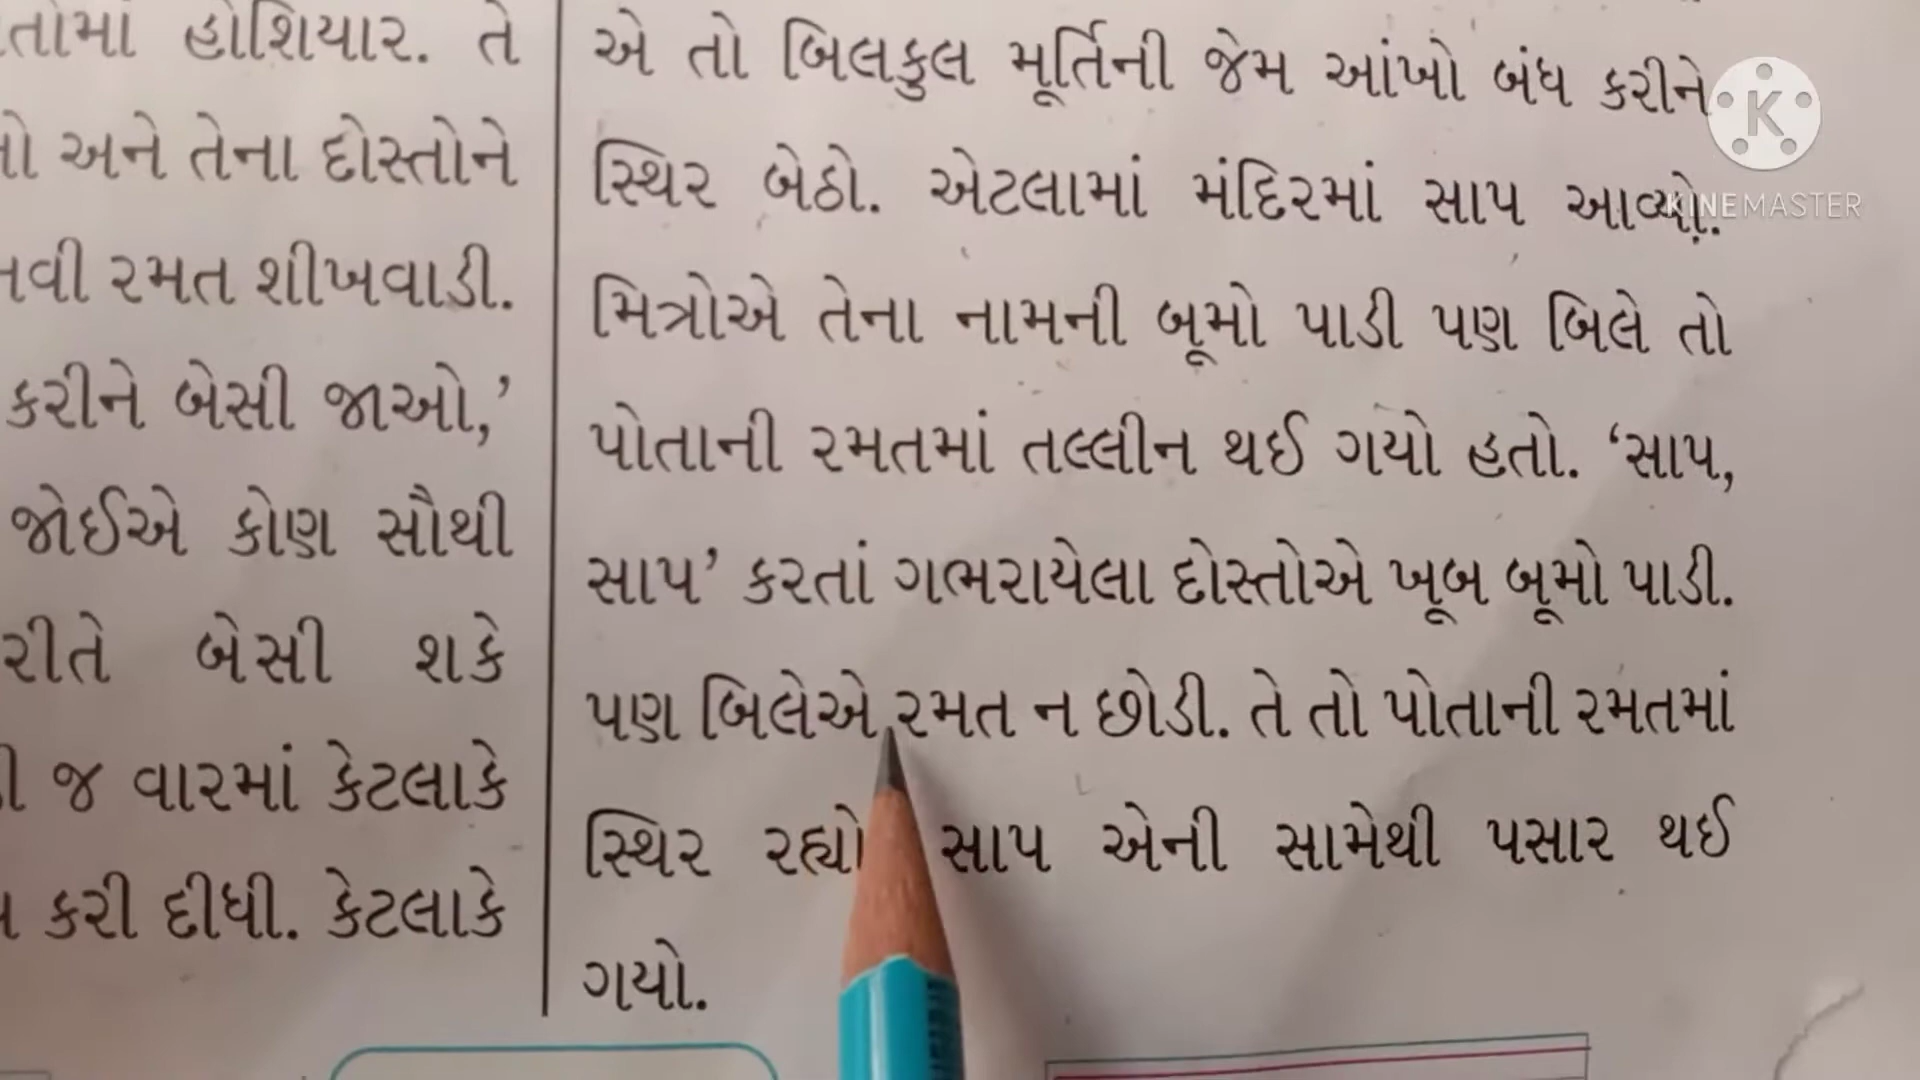 હોશિયાર. તે
અને તેના દોસ્તોને
રમત શીખવાડી.
કરીને બેસી જાઓ,’
જોઈએ કોણ સૌથી
રીતે બેસી શકે
જ વારમાં કેટલાકે
કરી દીધી. કેટલાકે
એ તો બિલકુલ મૂર્તિની જેમ આંખો બંધ કરીને
સ્થિર બેઠો. એટલામાં મંદિરમાં સાપ આવ્યો.
મિત્રોએ તેના નામની બૂમો પાડી પણ બિલે તો
પોતાની રમતમાં તલ્લીન થઈ ગયો હતો. ‘સાપ,
સાપ’ કરતાં ગભરાયેલા દોસ્તોએ ખૂબ બૂમો પાડી.
પણ બિલેએ રમત ન છોડી. તે તો પોતાની રમતમાં
સ્થિર રહ્યો સાપ એની સામેથી પસાર થઈ
ગયો.
K
KINEMASTER